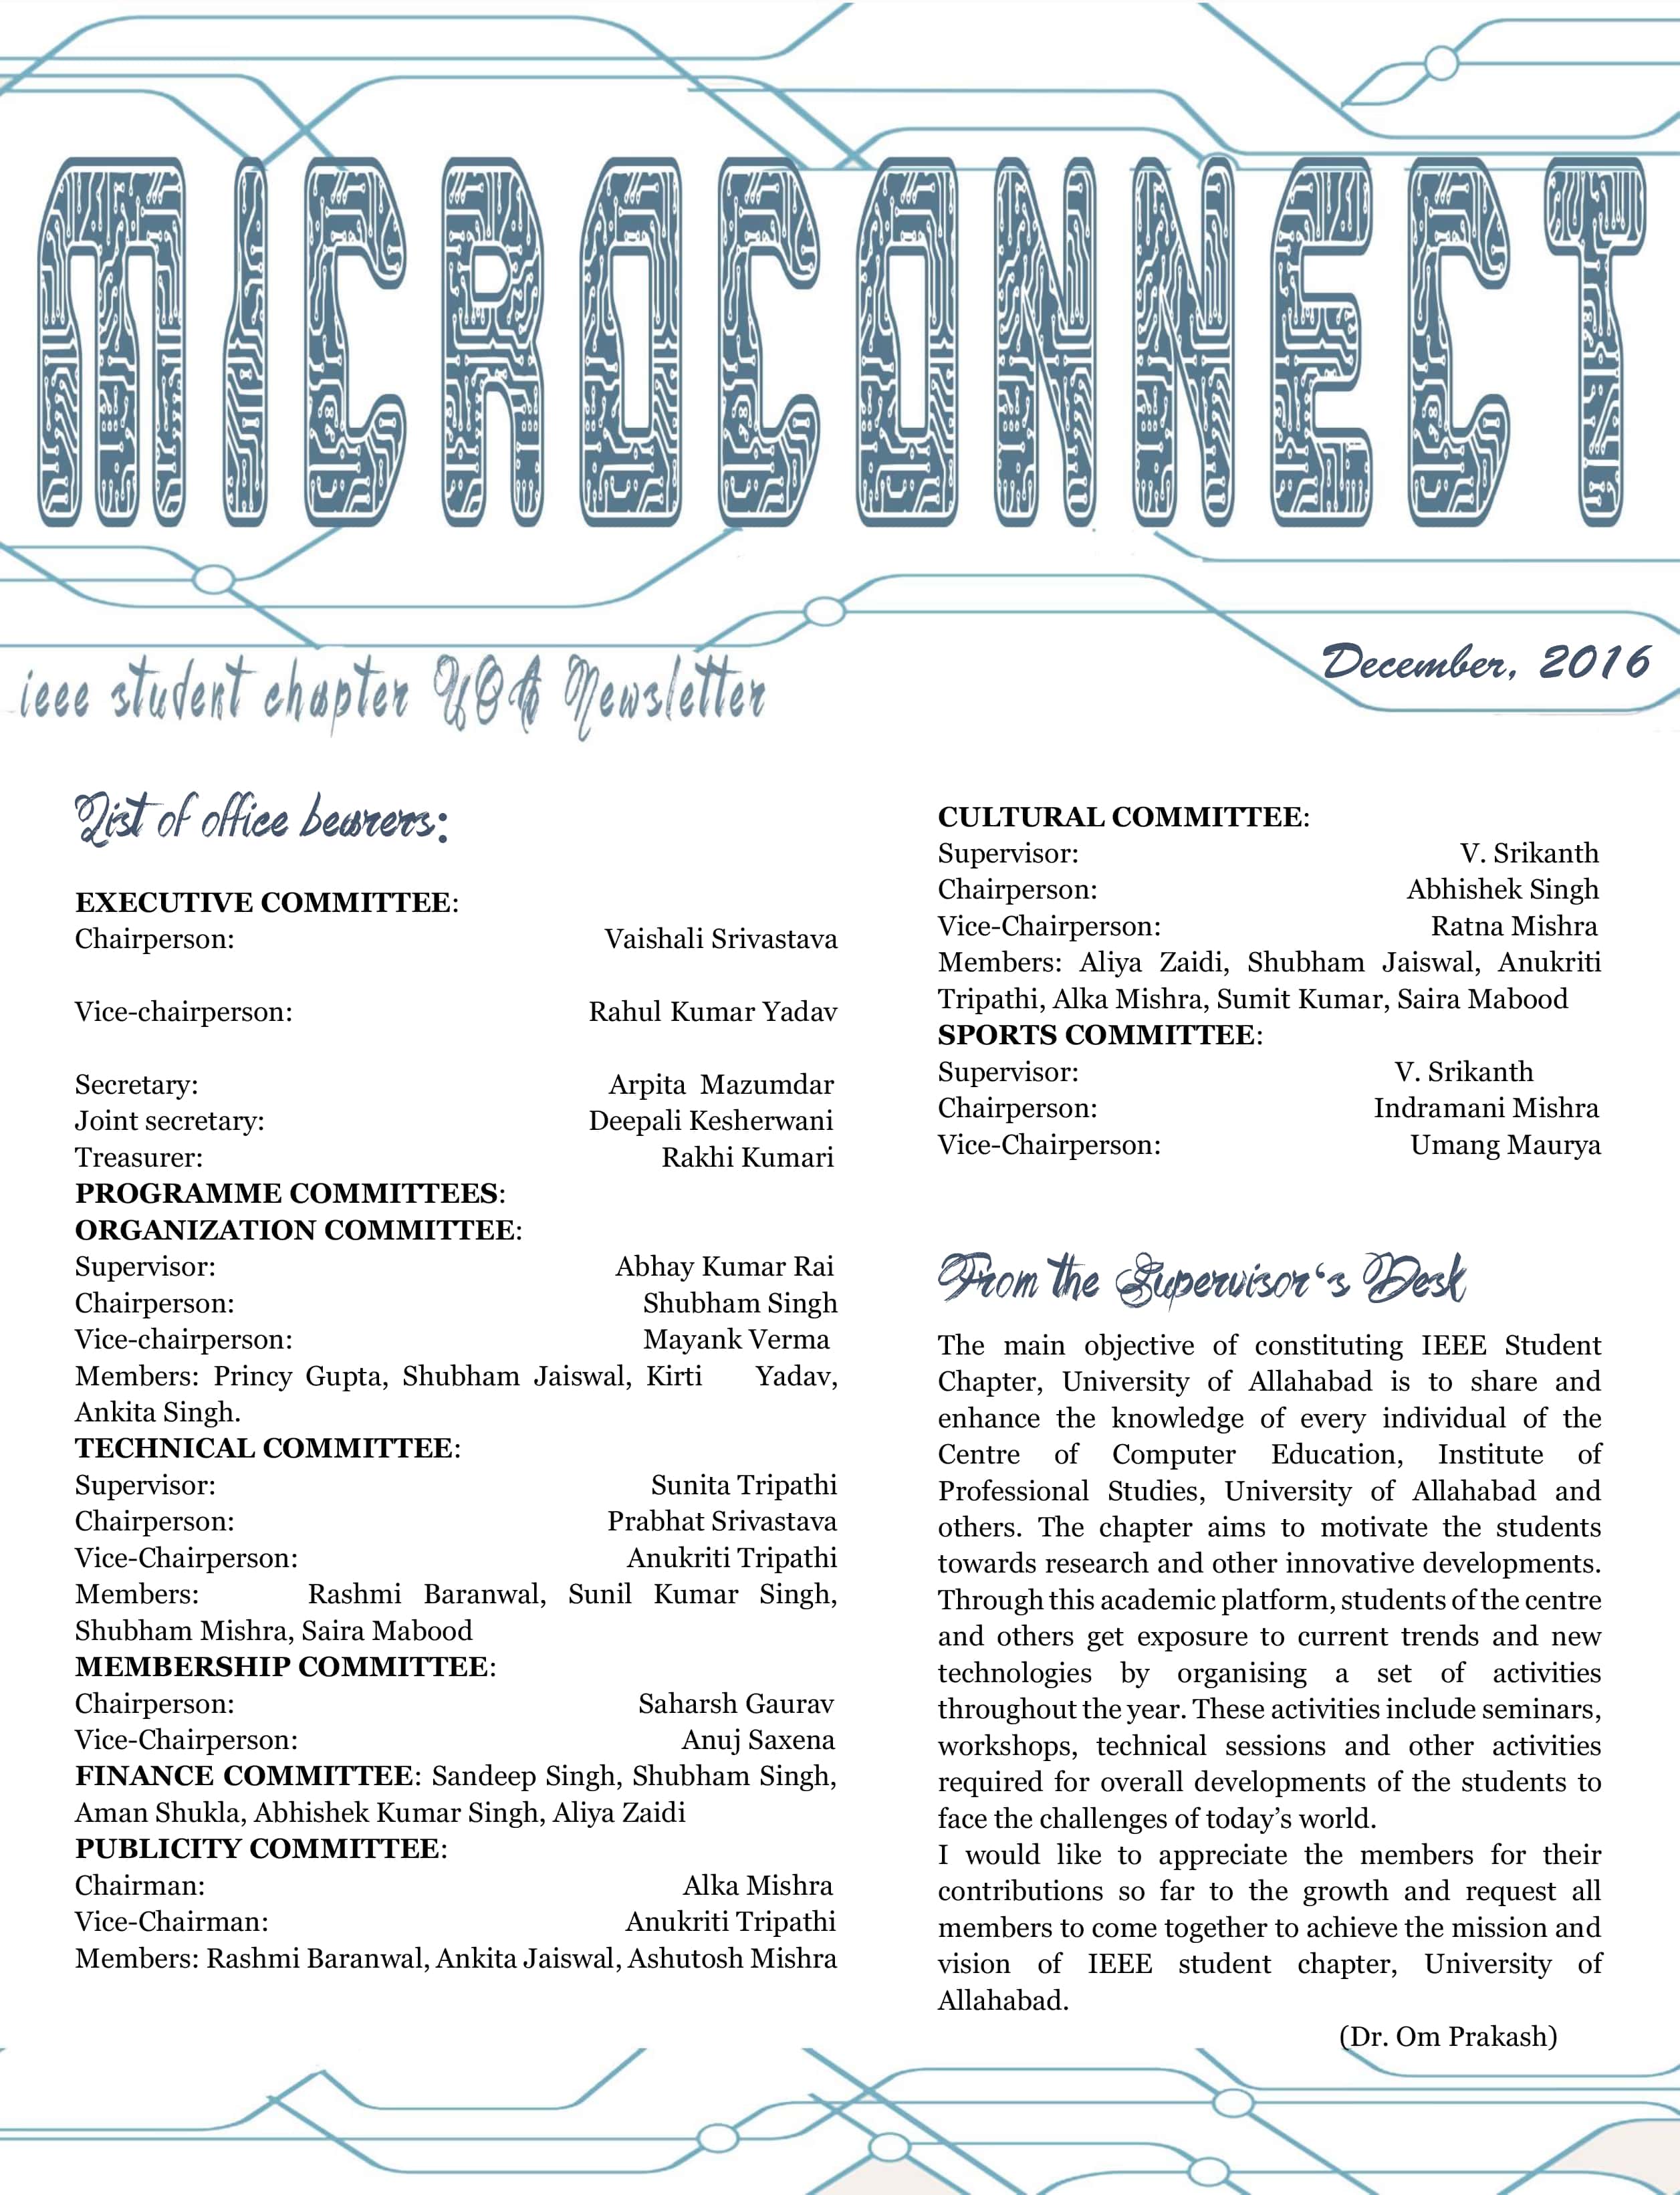 MICROCONNECT
ieee student chapter UOA Newsletter
December, 2016
List of office bearers:
EXECUTIVE COMMITTEE:
Chairperson: Vaishali Srivastava
Vice-chairperson: Rahul Kumar Yadav
Secretary: Arpita Mazumdar
Joint secretary: Deepali Kesherwani
Treasurer: Rakhi Kumari
PROGRAMME COMMITTEES:
ORGANIZATION COMMITTEE:
Supervisor: Abhay Kumar Rai
Chairperson: Shubham Singh
Vice-chairperson: Mayank Verma
Members: Princy Gupta, Shubham Jaiswal, Kirti Yadav,
Ankita Singh.
TECHNICAL COMMITTEE:
Supervisor: Sunita Tripathi
Chairperson: Prabhat Srivastava
Vice-Chairperson: Anukriti Tripathi
Members: Rashmi Baranwal, Sunil Kumar Singh,
Shubham Mishra, Saira Mabood
MEMBERSHIP COMMITTEE:
Chairperson: Saharsh Gaurav
Vice-Chairperson: Anuj Saxena
FINANCE COMMITTEE: Sandeep Singh, Shubham Singh,
Aman Shukla, Abhishek Kumar Singh, Aliya Zaidi
PUBLICITY COMMITTEE:
Chairman: Alka Mishra
Vice-Chairman: Anukriti Tripathi
Members: Rashmi Baranwal, Ankita Jaiswal, Ashutosh Mishra
CULTURAL COMMITTEE:
Supervisor: V. Srikanth
Chairperson: Abhishek Singh
Vice-Chairperson: Ratna Mishra
Members: Aliya Zaidi, Shubham Jaiswal, Anukriti
Tripathi, Alka Mishra, Sumit Kumar, Saira Mabood
SPORTS COMMITTEE:
Supervisor: V. Srikanth
Chairperson: Indramani Mishra
Vice-Chairperson: Umang Maurya
From the Supervisor‘s Desk
The main objective of constituting IEEE Student
Chapter, University of Allahabad is to share and
enhance the knowledge of every individual of the
Centre of Computer Education, Institute of
Professional Studies, University of Allahabad and
others. The chapter aims to motivate the students
towards research and other innovative developments.
Through this academic platform, students of the centre
and others get exposure to current trends and new
technologies by organising a set of activities
throughout the year. These activities include seminars,
workshops, technical sessions and other activities
required for overall developments of the students to
face the challenges of today’s world.
I would like to appreciate the members for their
contributions so far to the growth and request all
members to come together to achieve the mission and
vision of IEEE student chapter, University of
Allahabad.
(Dr. Om Prakash)